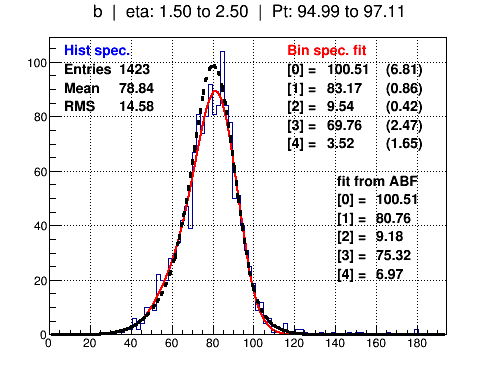 b | eta: 1.50 to 2.50 | Pt: 94.99 to 97.11
Hist spec.
Entries 1423
Mean 78.84
RMS 14.58
Bin spec. fit
[0] = 100.51 (6.81)
[1] = 83.17 (0.86)
[2] = 9.54 (0.42)
[3] = 69.76 (2.47)
[4] = 3.52 (1.65)
fit from ABF
[0] = 100.51
[1] = 80.76
[2] = 9.18
[3] = 75.32
[4] = 6.97
100
80
60
40
20
0
0 20 40 60 80 100 120 140 160 180